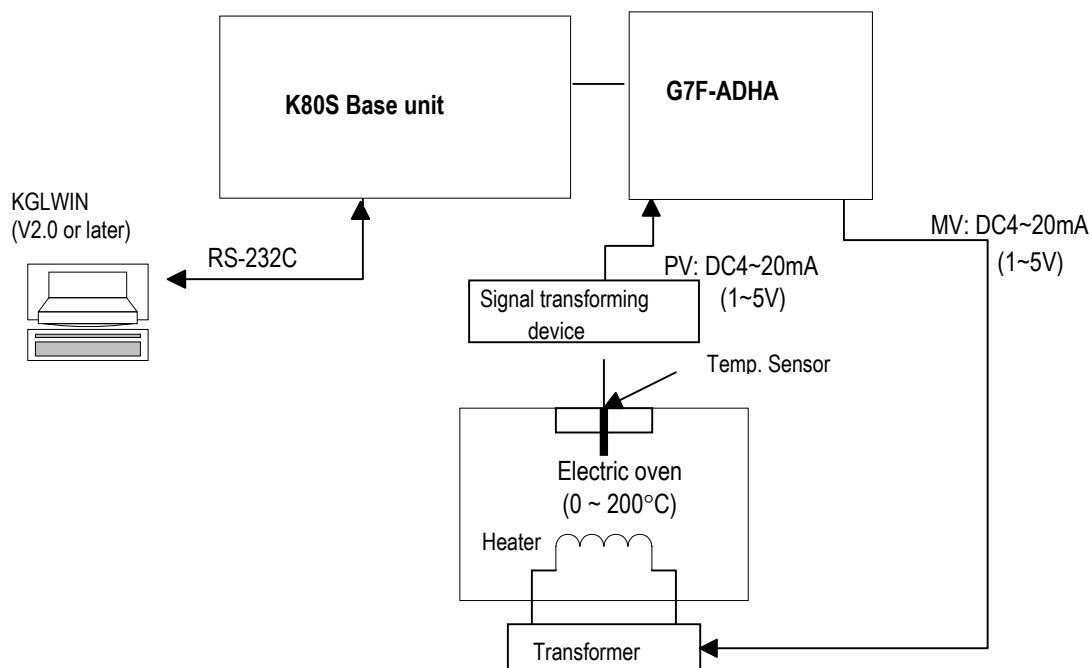 K80S Base unit
G7F-ADHA
KGLWIN
(V2.0 or later)
RS-232C
PV: DC4~20mA
(1~5V)
MV: DC4~20mA
(1~5V)
Signal transforming
device
Temp. Sensor
Electric oven
(0 ~ 200°C)
Heater
Transformer